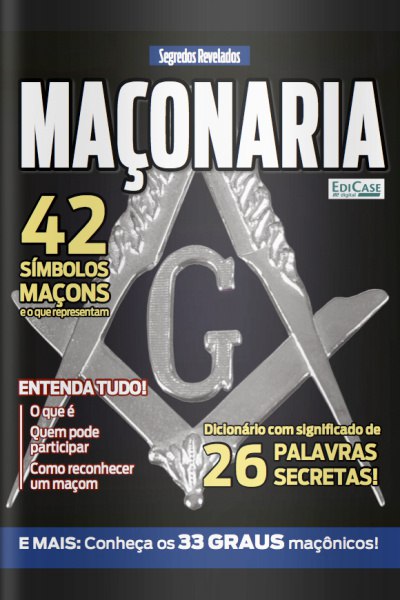 Segredos Revelados
MAÇONARIA
EDICASE
digital
42
SÍMBOLOS
MAÇONS
e o que representam
G
ENTENDA TUDO!
O que é
Quem pode
participar
Como reconhecer
um maçom
Dicionário com significado de
26 PALAVRAS
SECRETAS!
E MAIS: Conheça os 33 GRAUS maçônicos!